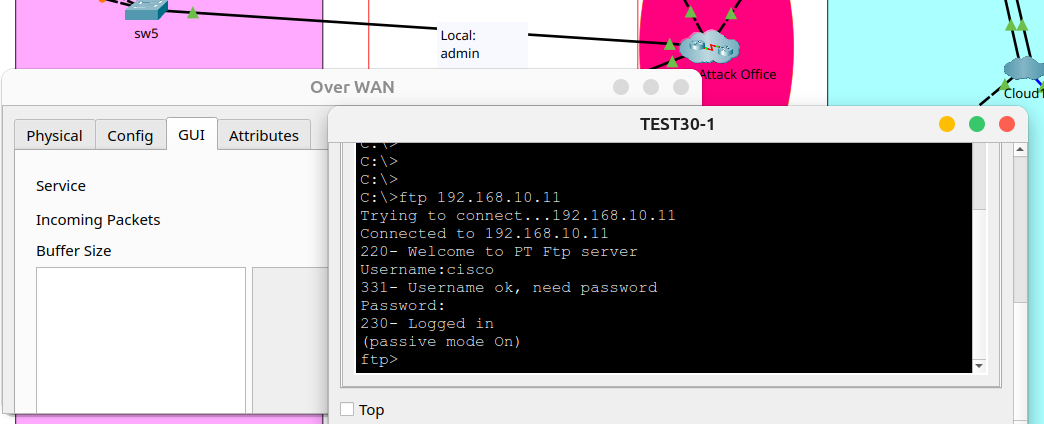 sw5
Local:
admin
Attack Office
Cloud1
Over WAN
TEST30-1
Physical
Config
GUI
Attributes
Service
Incoming Packets
Buffer Size
C:\>
C:\>
C:\>
C:\>ftp 192.168.10.11
Trying to connect...192.168.10.11
Connected to 192.168.10.11
220- Welcome to PT Ftp server
Username:cisco
331- Username ok, need password
Password:
230- Logged in
(passive mode On)
ftp>
Top